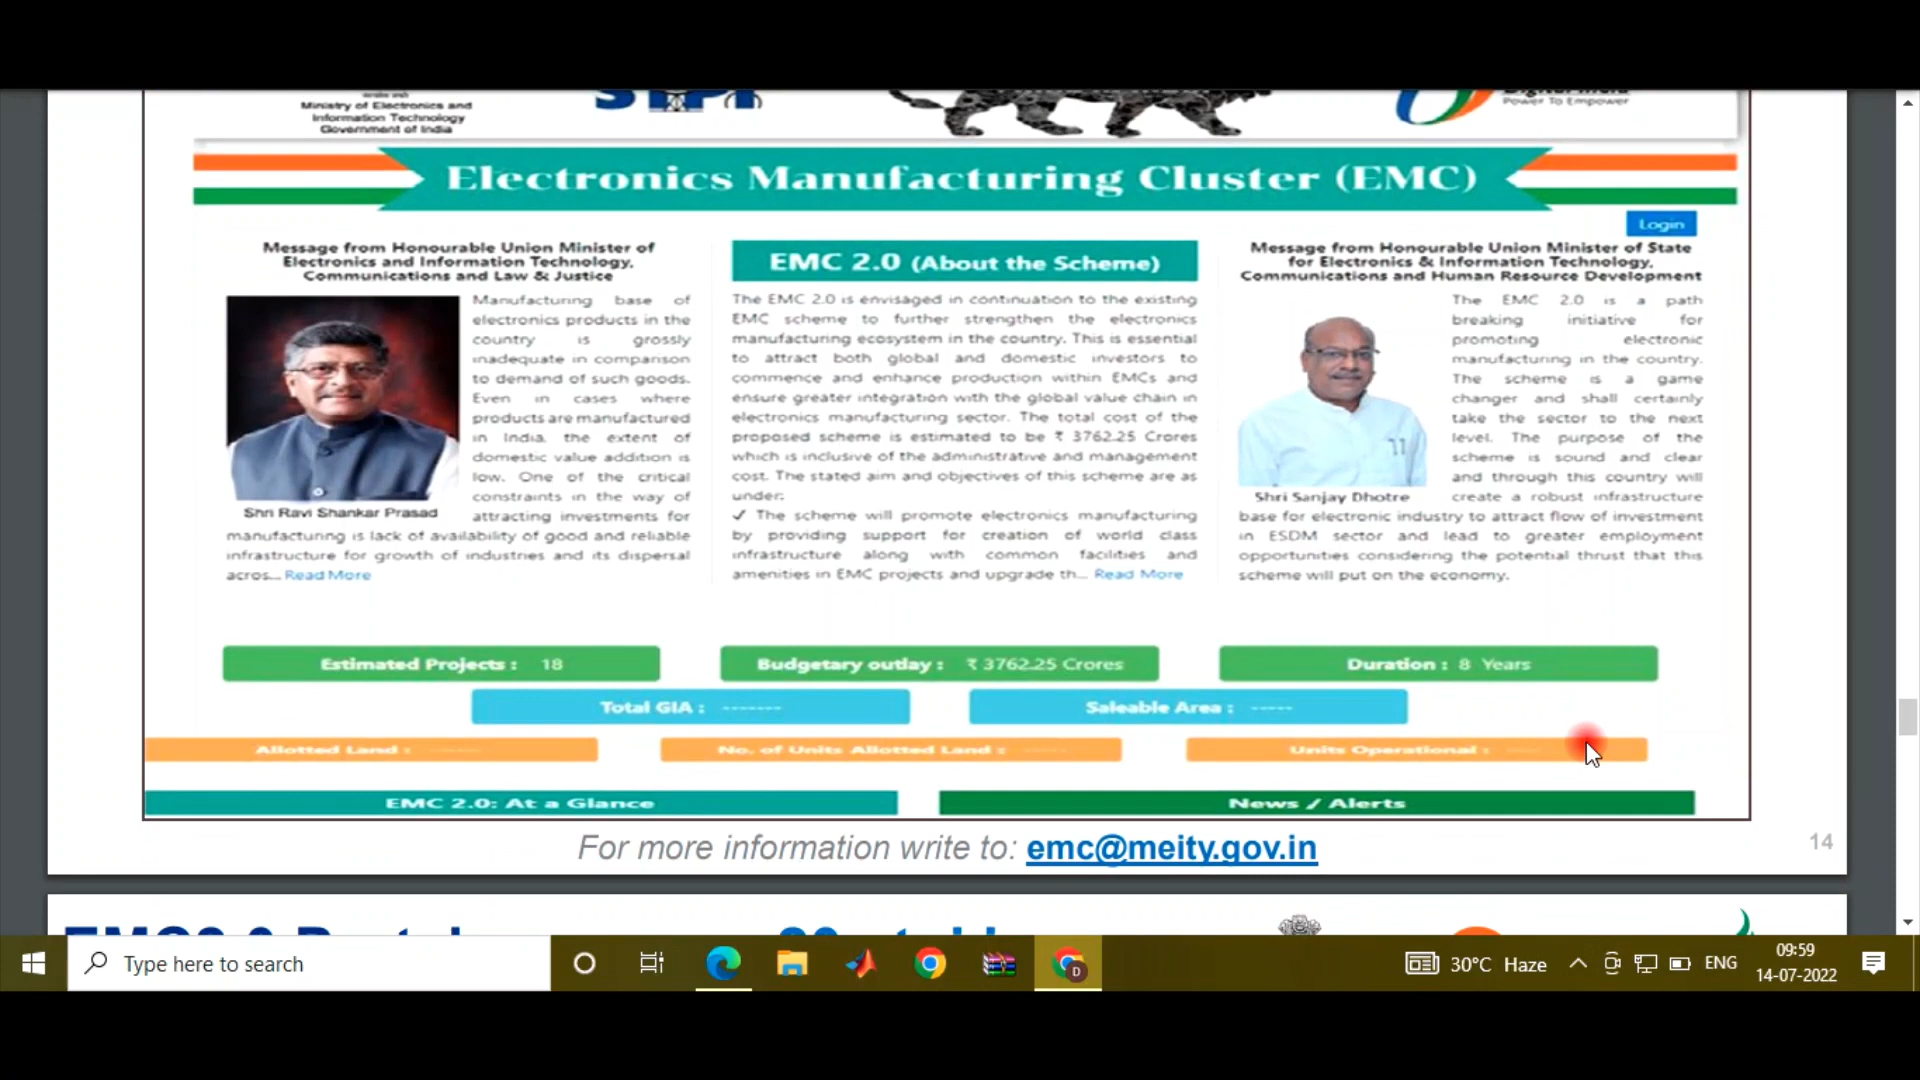 Ministry of Electronics and
Information Technology
Government of India
STPI
Digital India
Power To Empower
Electronics Manufacturing Cluster (EMC)
Login
Message from Honourable Union Minister of
Electronics and Information Technology,
Communications and Law & Justice
Manufacturing base of
electronics products in the
country is grossly
inadequate in comparison
to demand of such goods.
Even in cases where
products are manufactured
in India, the extent of
domestic value addition is
low. One of the critical
constraints in the way of
attracting investments for
Shri Ravi Shankar Prasad
manufacturing is lack of availability of good and reliable
infrastructure for growth of industries and its dispersal
acros... Read More
EMC 2.0 (About the Scheme)
The EMC 2.0 is envisaged in continuation to the existing
EMC scheme to further strengthen the electronics
manufacturing ecosystem in the country. This is essential
to attract both global and domestic investors to
commence and enhance production within EMCs and
ensure greater integration with the global value chain in
electronics manufacturing sector. The total cost of the
proposed scheme is estimated to be ₹ 3762.25 Crores
which is inclusive of the administrative and management
cost. The stated aim and objectives of this scheme are as
under:
✓ The scheme will promote electronics manufacturing
by providing support for creation of world class
infrastructure along with common facilities and
amenities in EMC projects and upgrade th... Read More
Message from Honourable Union Minister of State
for Electronics & Information Technology,
Communications and Human Resource Development
The EMC 2.0 is a path
breaking initiative for
promoting electronic
manufacturing in the country.
The scheme is a game
changer and shall certainly
take the sector to the next
level. The purpose of the
scheme is sound and clear
and through this country will
Shri Sanjay Dhotre
create a robust infrastructure
base for electronic industry to attract flow of investment
in ESDM sector and lead to greater employment
opportunities considering the potential thrust that this
scheme will put on the economy.
Estimated Projects : 18
Budgetary outlay : ₹ 3762.25 Crores
Duration : 8 Years
Total GIA : -------
Saleable Area : -----
Allotted Land : ------
No. of Units Allotted Land : -----
Units Operational : ----
EMC 2.0: At a Glance
News / Alerts
For more information write to: emc@meity.gov.in
14
Type here to search
30°C Haze
ENG
09:59
14-07-2022